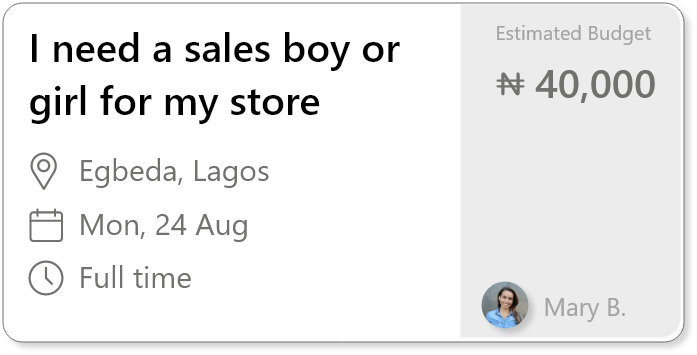 I need a sales boy or
girl for my store
Egbeda, Lagos
Mon, 24 Aug
Full time
Estimated Budget
₦ 40,000
Mary B.